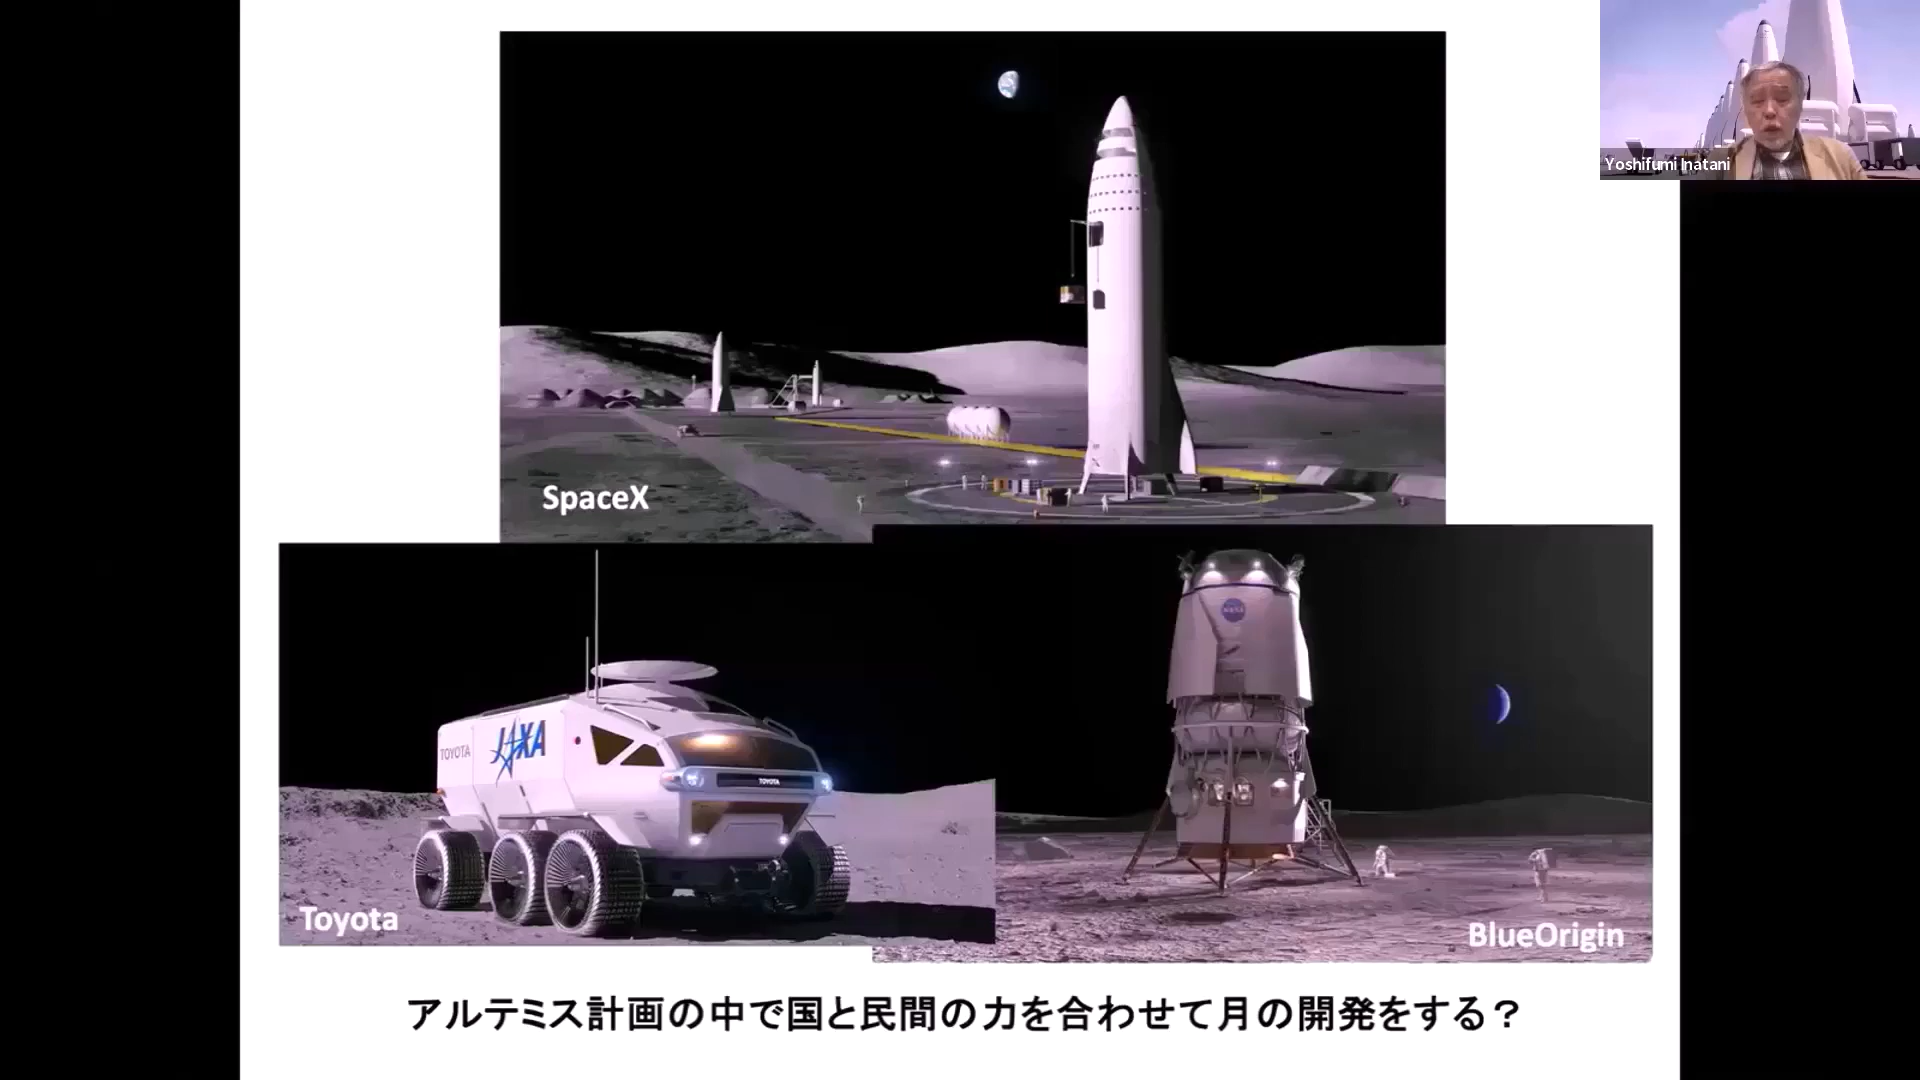 Yoshifumi Inatani
SpaceX
NASA
TOYOTA
JAXA
TOYOTA
Toyota
BlueOrigin
アルテミス計画の中で国と民間の力を合わせて月の開発をする？